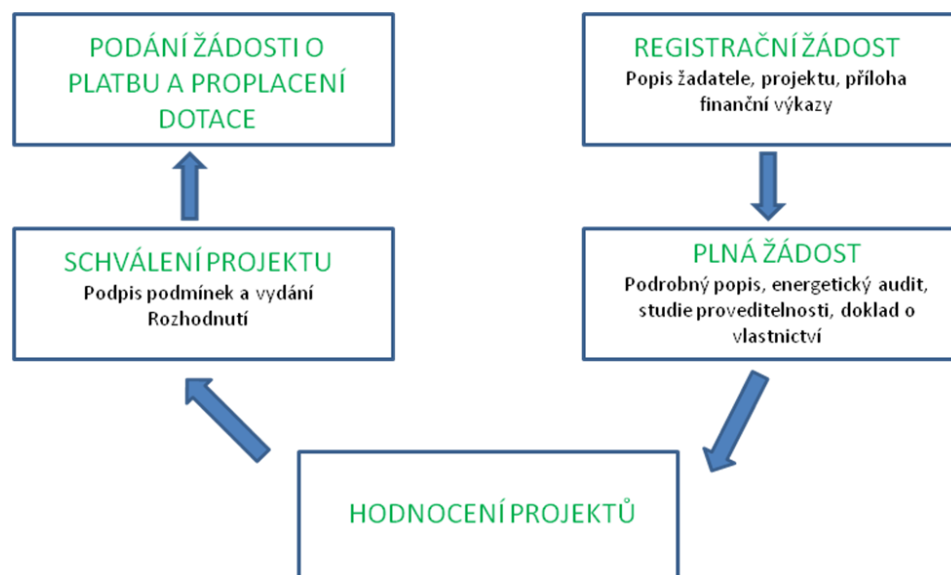 PODÁNÍ ŽÁDOSTI O
PLATBU A PROPLACENÍ
DOTACE
REGISTRAČNÍ ŽÁDOST
Popis žadatele, projektu, příloha
finanční výkazy
SCHVÁLENÍ PROJEKTU
Podpis podmínek a vydání
Rozhodnutí
PLNÁ ŽÁDOST
Podrobný popis, energetický audit,
studie proveditelnosti, doklad o
vlastnictví
HODNOCENÍ PROJEKTŮ